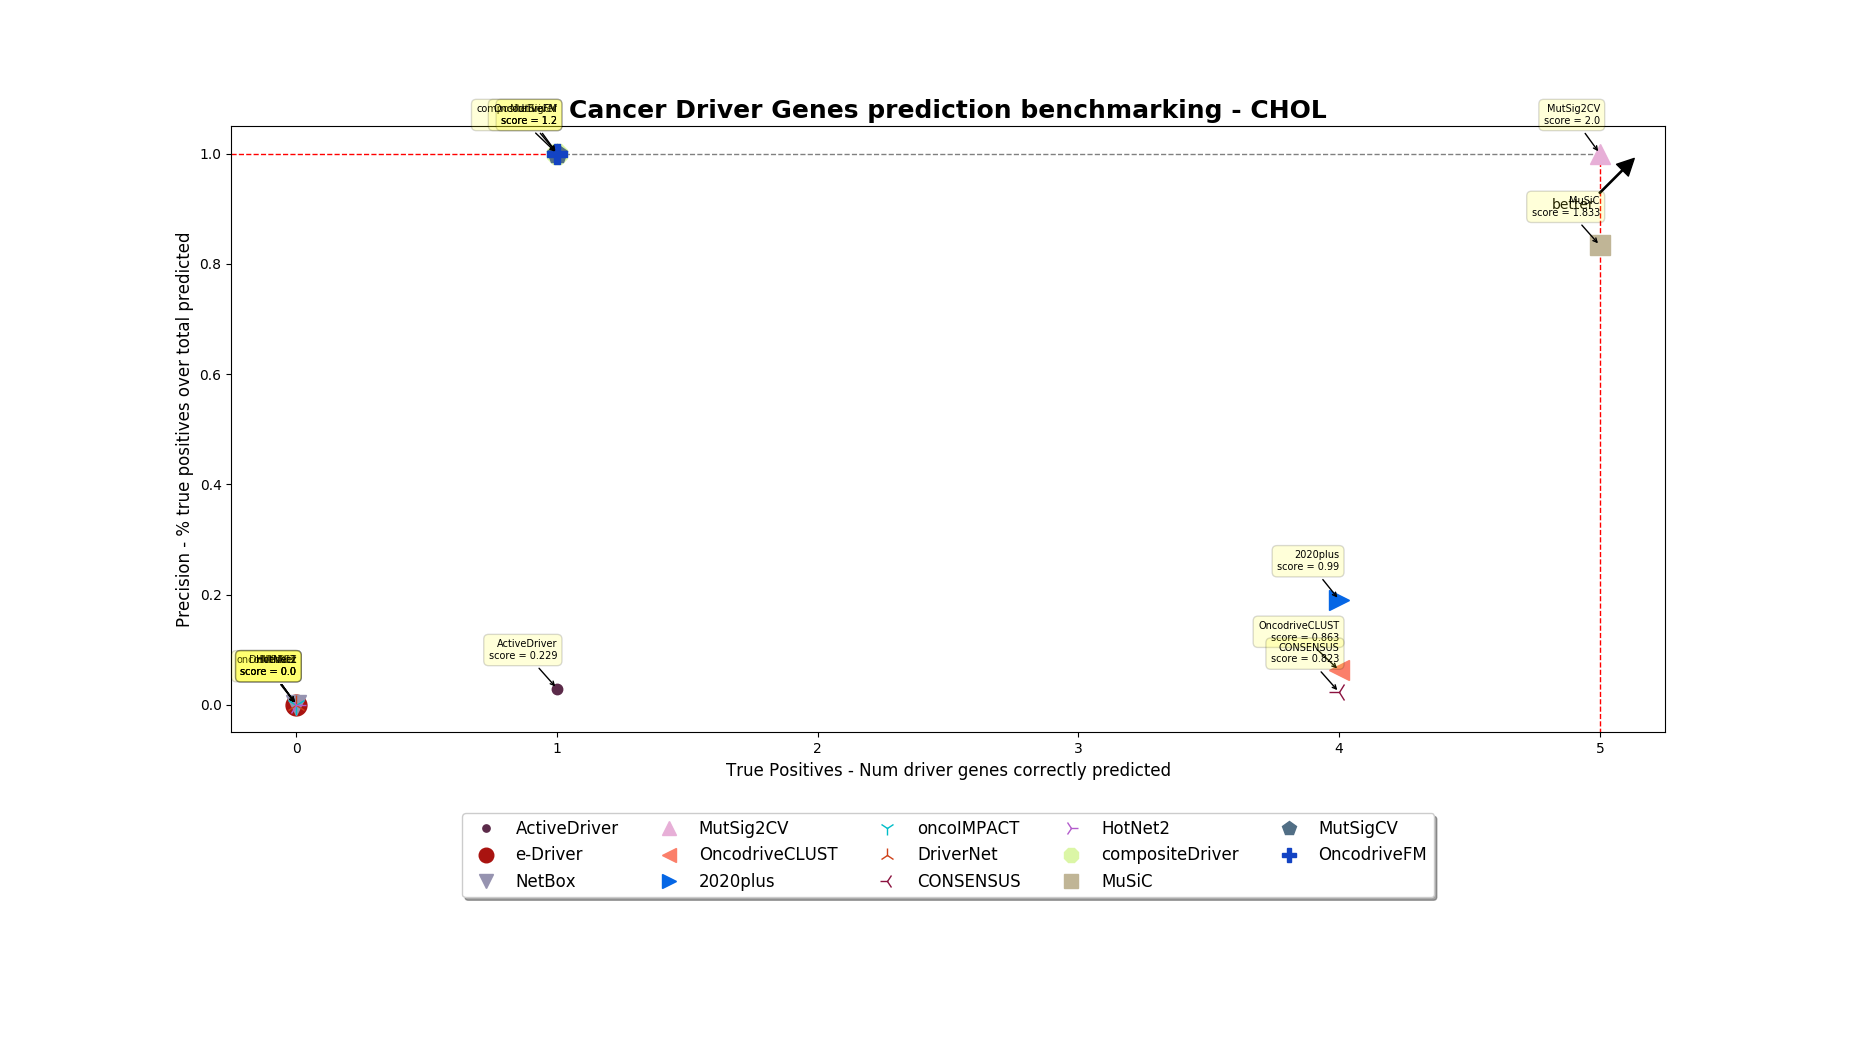 Cancer Driver Genes prediction benchmarking - CHOL
score = 1.2
MutSig2CV
score = 2.0
better
MuSiC
score = 1.833
2020plus
score = 0.99
OncodriveCLUST
score = 0.863
CONSENSUS
score = 0.823
ActiveDriver
score = 0.229
score = 0.0
Precision - % true positives over total predicted
1.0
0.8
0.6
0.4
0.2
0.0
0 1 2 3 4 5
True Positives - Num driver genes correctly predicted
ActiveDriver MutSig2CV oncoIMPACT HotNet2 MutSigCV
e-Driver OncodriveCLUST DriverNet compositeDriver OncodriveFM
NetBox 2020plus CONSENSUS MuSiC